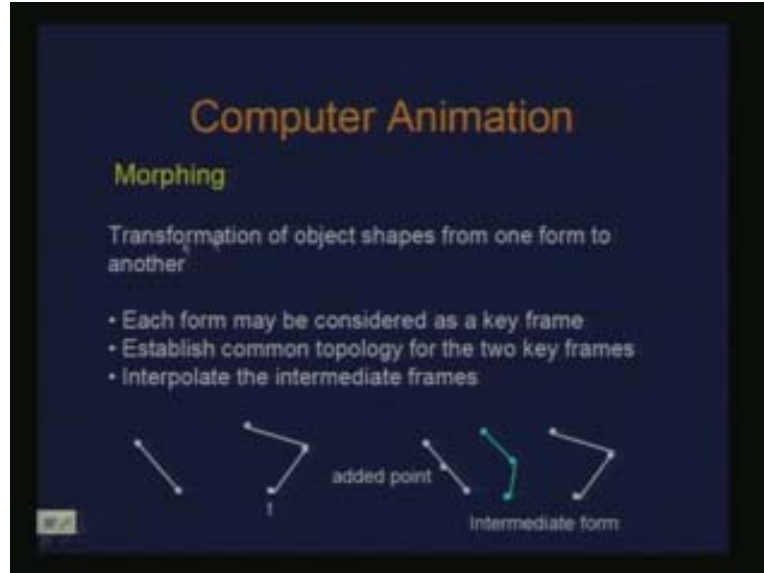 Computer Animation
Morphing
Transformation of object shapes from one form to
another
• Each form may be considered as a key frame
• Establish common topology for the two key frames
• Interpolate the intermediate frames
added point
Intermediate form